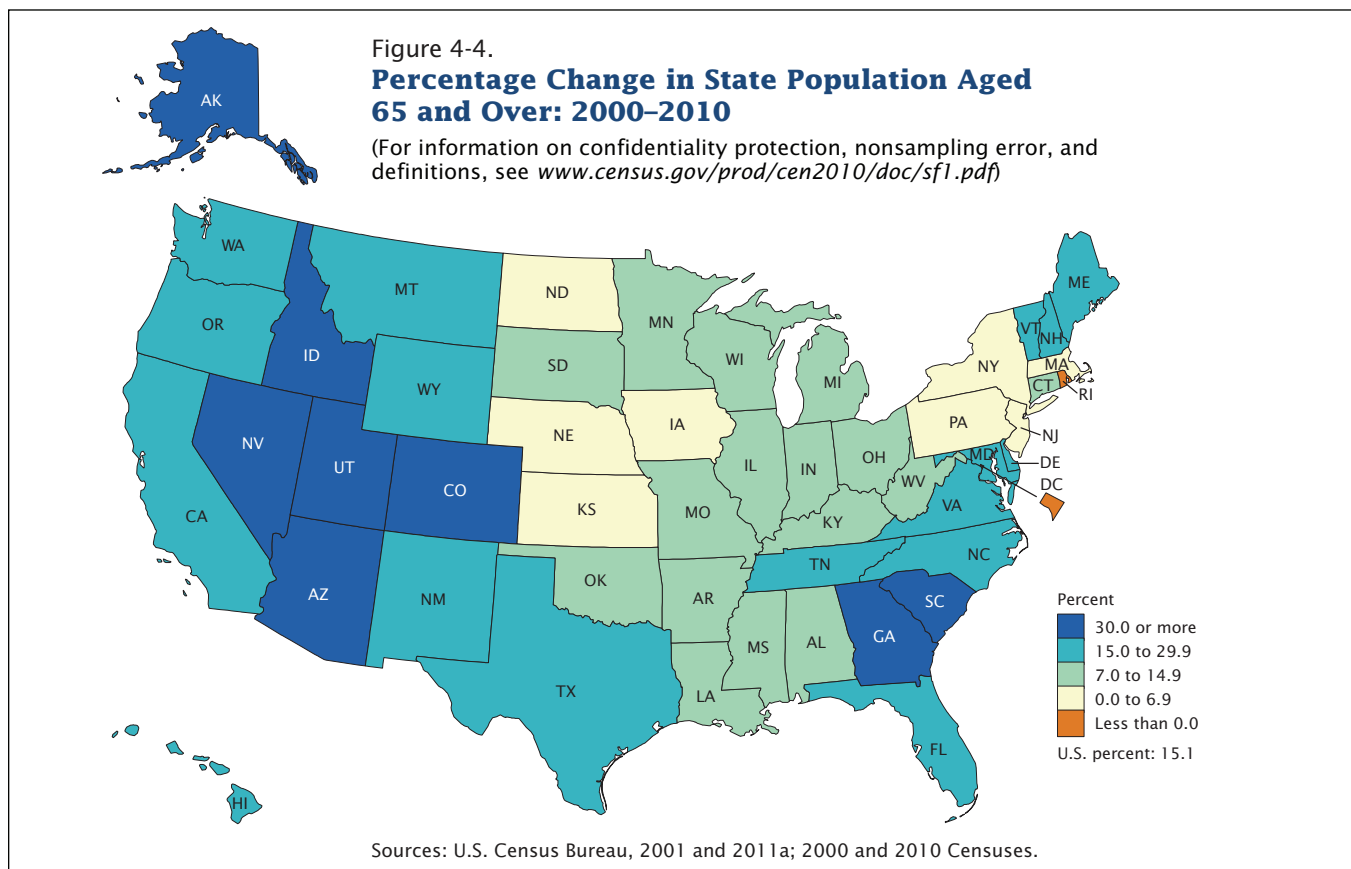 Figure 4-4.
Percentage Change in State Population Aged
65 and Over: 2000–2010
(For information on confidentiality protection, nonsampling error, and
definitions, see www.census.gov/prod/cen2010/doc/sf1.pdf)
AK
WA
MT
ND
MN
ME
OR
ID
WY
SD
WI
MI
VT
NH
NY
MA
CT
RI
NV
UT
CO
NE
IA
IL
IN
OH
PA
NJ
MD
DE
DC
WV
VA
CA
KS
MO
KY
AZ
NM
OK
AR
TN
NC
SC
TX
LA
MS
AL
GA
FL
HI
Percent
30.0 or more
15.0 to 29.9
7.0 to 14.9
0.0 to 6.9
Less than 0.0
U.S. percent: 15.1
Sources: U.S. Census Bureau, 2001 and 2011a; 2000 and 2010 Censuses.